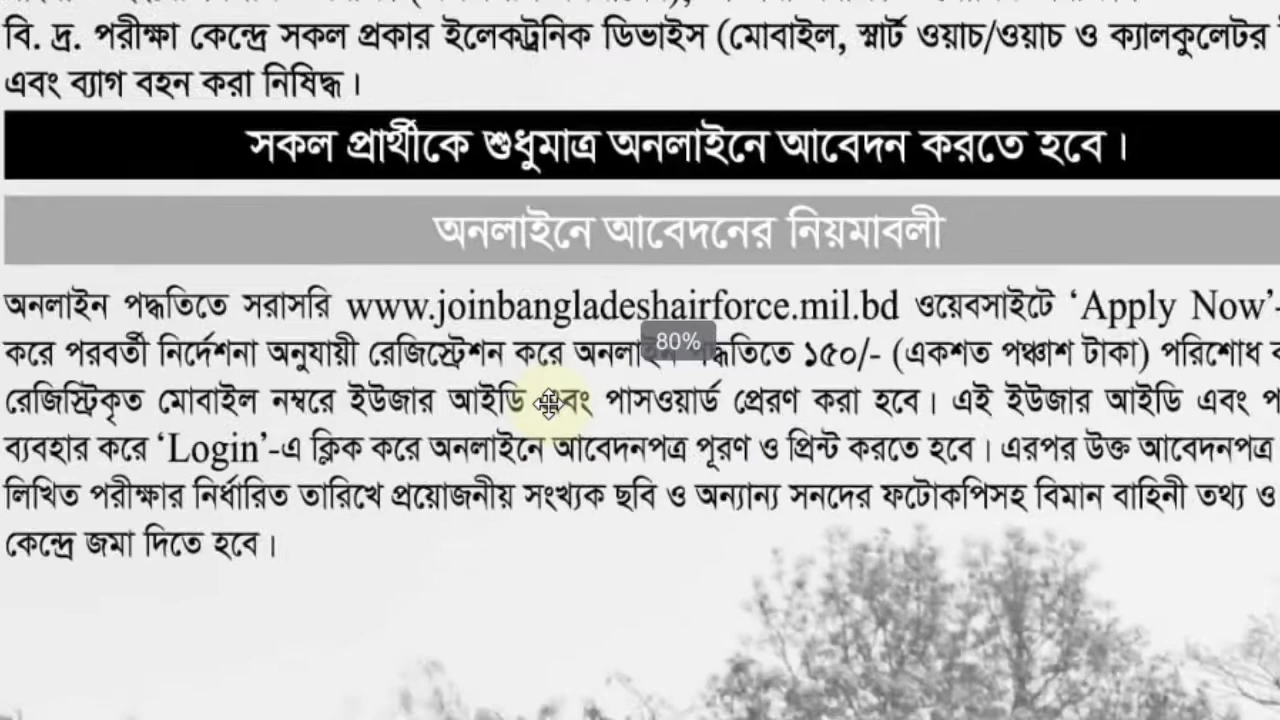 বি. দ্র. পরীক্ষা কেন্দ্রে সকল প্রকার ইলেকট্রনিক ডিভাইস (মোবাইল, স্মার্ট ওয়াচ/ওয়াচ ও ক্যালকুলেটর
এবং ব্যাগ বহন করা নিষিদ্ধ।
সকল প্রার্থীকে শুধুমাত্র অনলাইনে আবেদন করতে হবে।
অনলাইনে আবেদনের নিয়মাবলী
অনলাইন পদ্ধতিতে সরাসরি www.joinbangladeshairforce.mil.bd ওয়েবসাইটে ‘Apply Now’-
করে পরবর্তী নির্দেশনা অনুযায়ী রেজিস্ট্রেশন করে অনলাইন পদ্ধতিতে ১৫০/- (একশত পঞ্চাশ টাকা) পরিশোধ
80%
রেজিস্ট্রিকৃত মোবাইল নম্বরে ইউজার আইডি এবং পাসওয়ার্ড প্রেরণ করা হবে। এই ইউজার আইডি এবং
ব্যবহার করে ‘Login’-এ ক্লিক করে অনলাইনে আবেদনপত্র পূরণ ও প্রিন্ট করতে হবে। এরপর উক্ত আবেদনপত্র
লিখিত পরীক্ষার নির্ধারিত তারিখে প্রয়োজনীয় সংখ্যক ছবি ও অন্যান্য সনদের ফটোকপিসহ বিমান বাহিনী তথ্য ও
কেন্দ্রে জমা দিতে হবে।